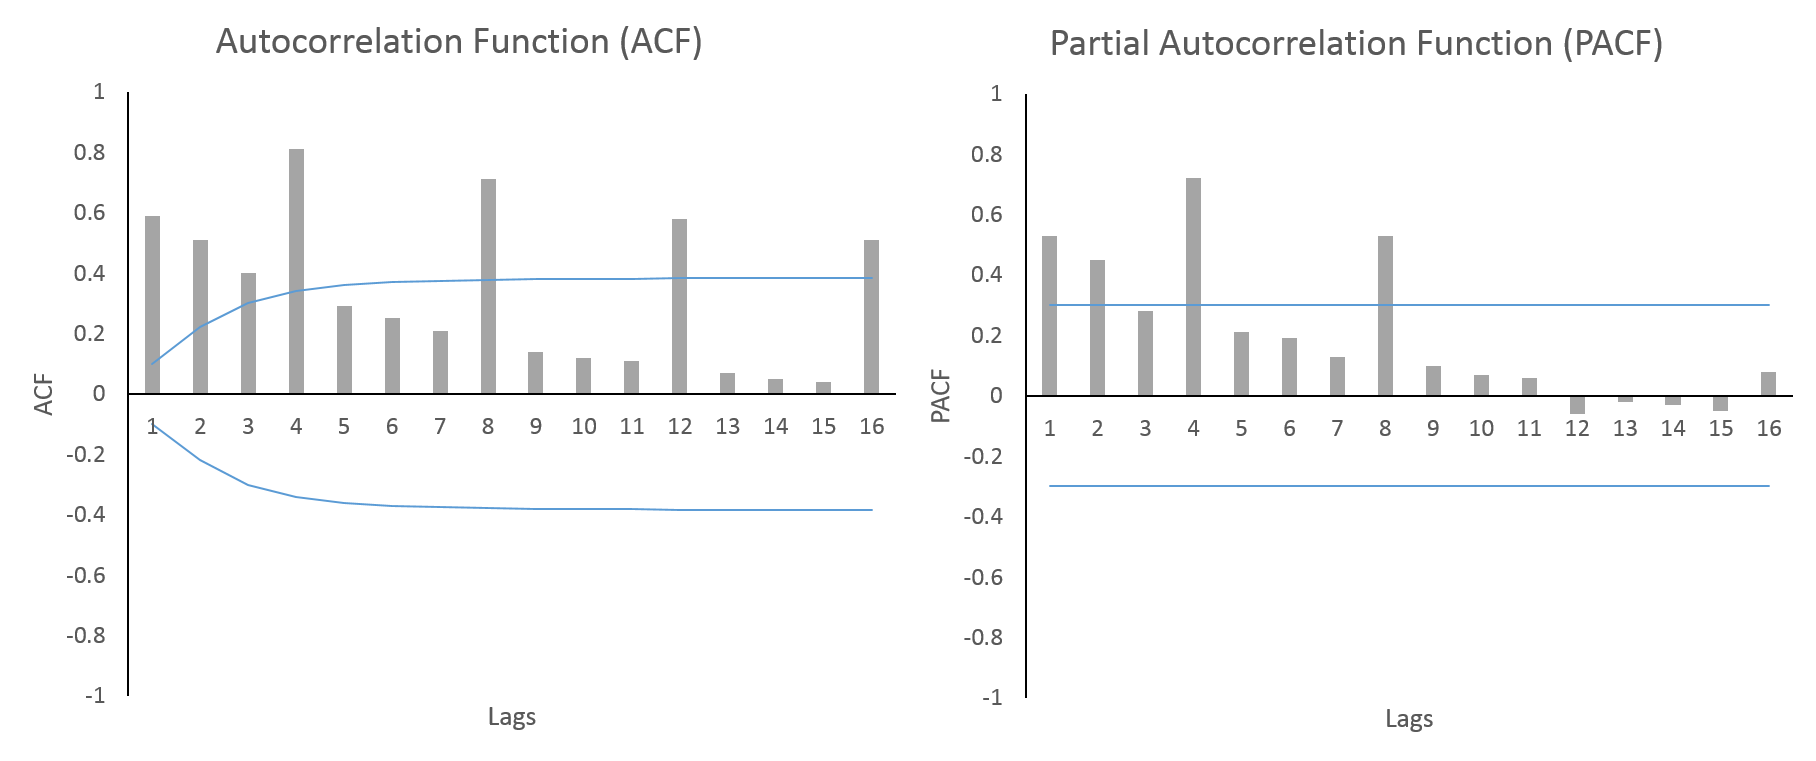 Autocorrelation Function (ACF)
1
0.8
0.6
0.4
0.2
0
-0.2
-0.4
-0.6
-0.8
-1
ACF
1 2 3 4 5 6 7 8 9 10 11 12 13 14 15 16
Lags
Partial Autocorrelation Function (PACF)
1
0.8
0.6
0.4
0.2
0
-0.2
-0.4
-0.6
-0.8
-1
PACF
1 2 3 4 5 6 7 8 9 10 11 12 13 14 15 16
Lags